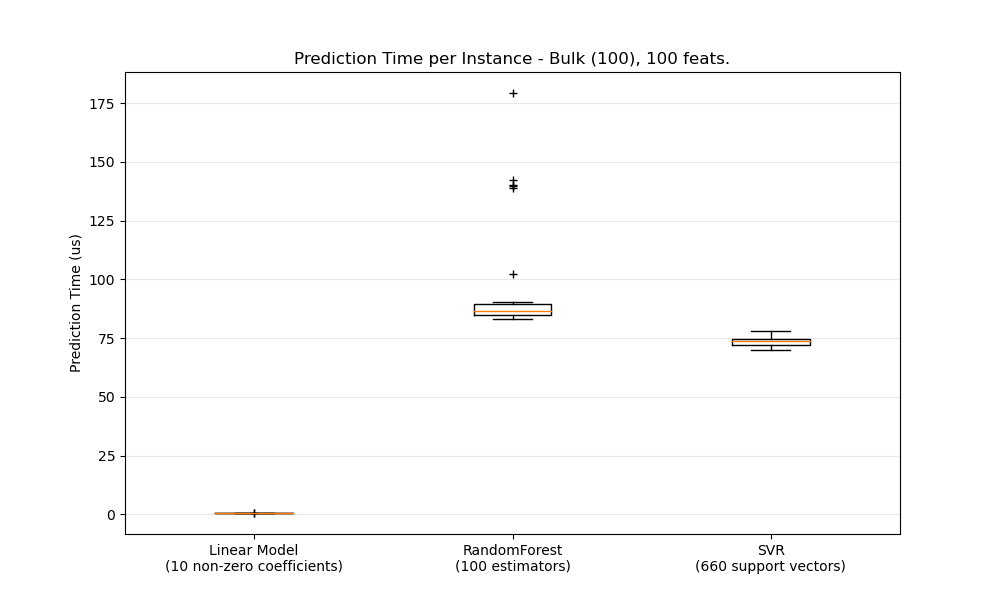 Prediction Time per Instance - Bulk (100), 100 feats.
Prediction Time (us)
175
150
125
100
75
50
25
0
Linear Model
(10 non-zero coefficients)
RandomForest
(100 estimators)
SVR
(660 support vectors)